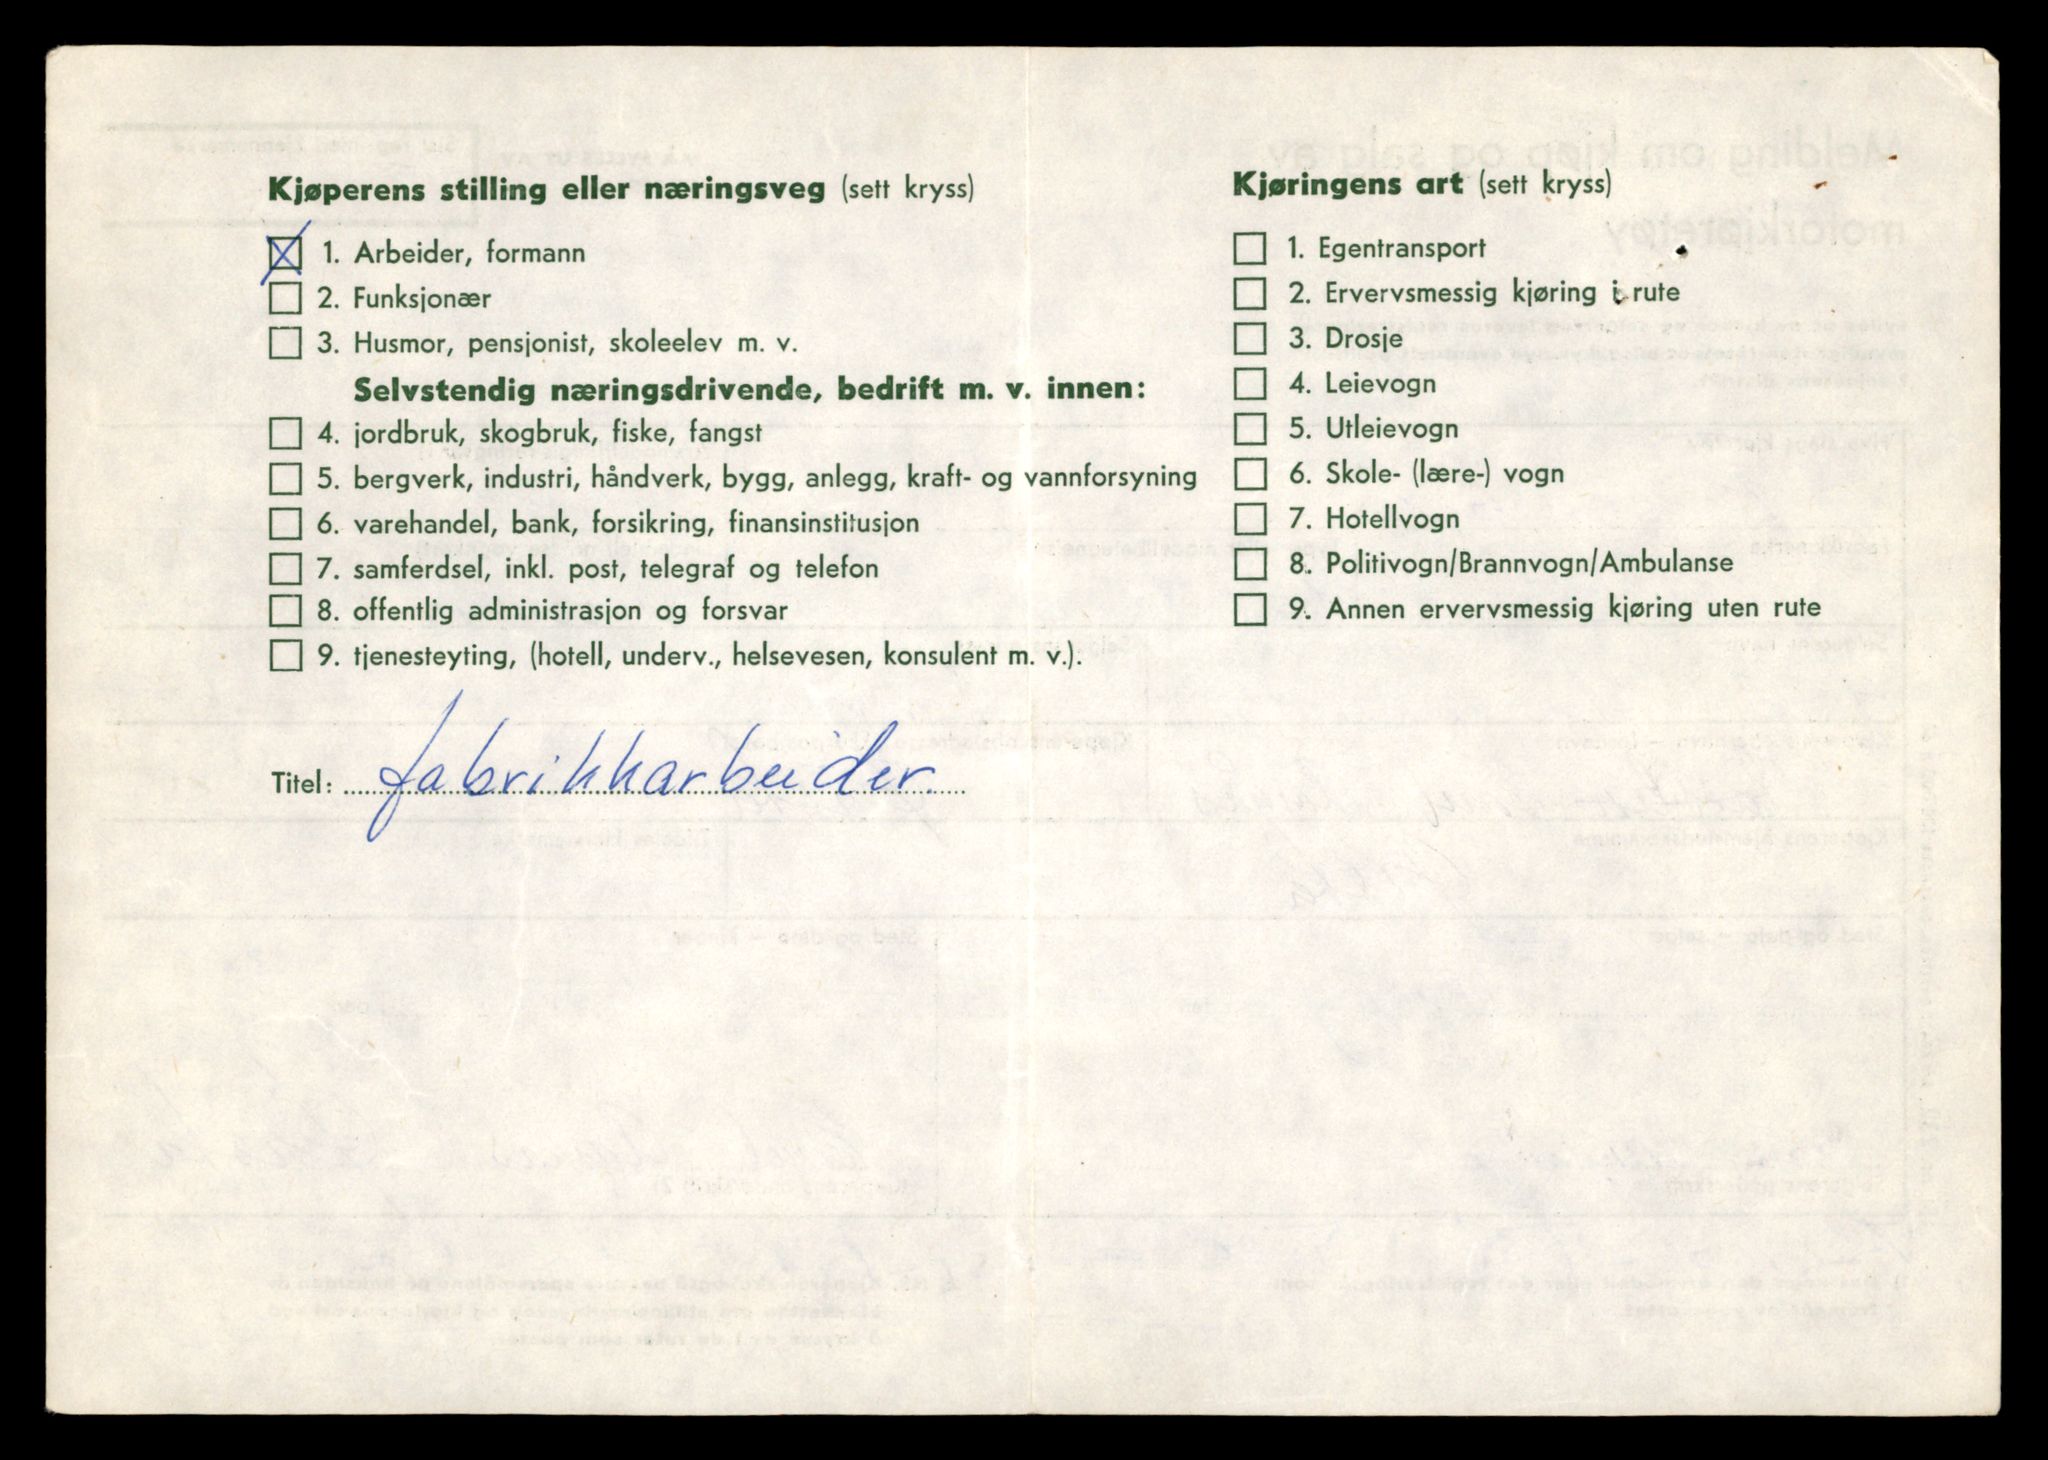 Kjøperens stilling eller næringsveg (sett kryss)
1. Arbeider, formann
2. Funksjonær
3. Husmor, pensjonist, skoleelev m. v.
Selvstendig næringsdrivende, bedrift m. v. innen:
4. jordbruk, skogbruk, fiske, fangst
5. bergverk, industri, håndverk, bygg, anlegg, kraft- og vannforsyning
6. varehandel, bank, forsikring, finansinstitusjon
7. samferdsel, inkl. post, telegraf og telefon
8. offentlig administrasjon og forsvar
9. tjenesteyting, (hotell, underv., helsevesen, konsulent m. v.).
Titel: fabrikkarbeider.
Kjøringens art (sett kryss)
1. Egentransport
2. Ervervsmessig kjøring i rute
3. Drosje
4. Leievogn
5. Utleievogn
6. Skole- (lære-) vogn
7. Hotellvogn
8. Politivogn/Brannvogn/Ambulanse
9. Annen ervervsmessig kjøring uten rute